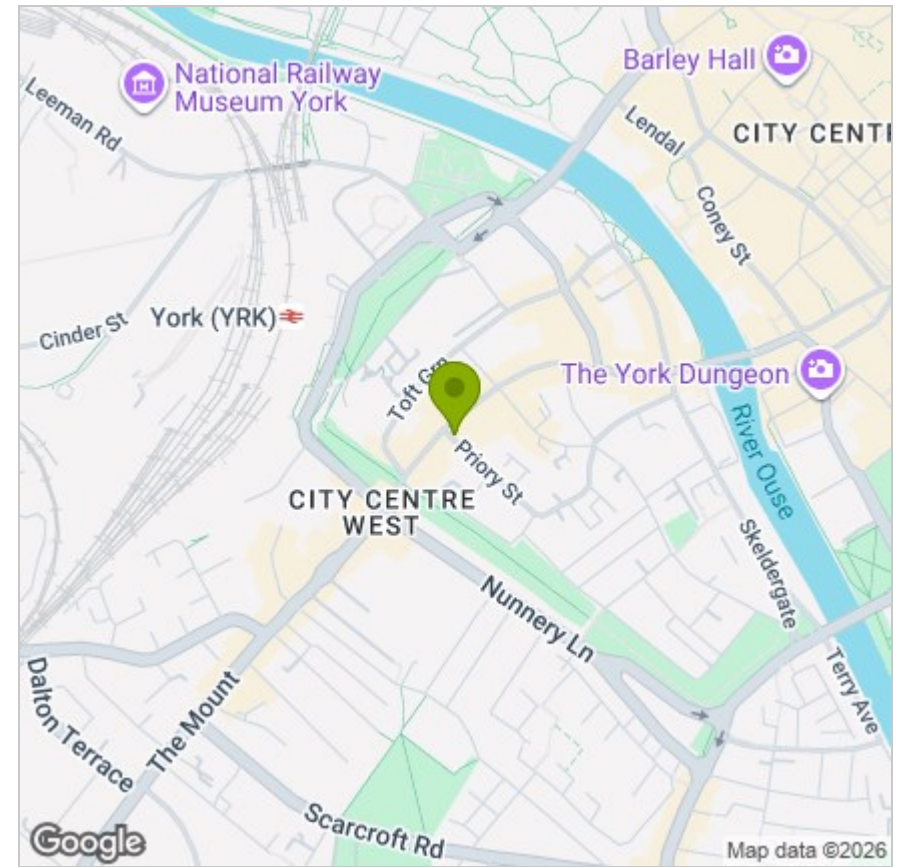 National Railway
Museum York
Barley Hall
Leeman Rd
Lendal
CITY CENT
Coney St
York (YRK)
Cinder St
The York Dungeon
Toft Grn
River Ouse
Priory St
CITY CENTRE
WEST
Skeldergate
Nunnery Ln
Terry Ave
Dalton Terrace
The Mount
Scarcroft Rd
Google
Map data ©2026